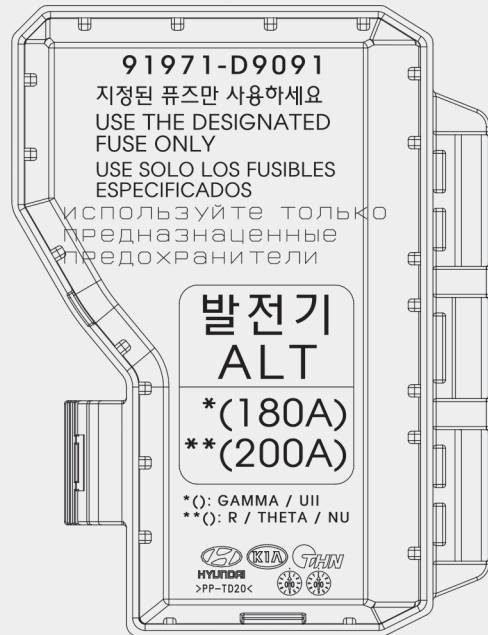 91971-D9091
지정된 퓨즈만 사용하세요
USE THE DESIGNATED
FUSE ONLY
USE SOLO LOS FUSIBLES
ESPECIFICADOS
используйте только
предназнаценные
предохранители
발전기
ALT
*(180A)
**(200A)
*(): GAMMA / UII
**(): R / THETA / NU
KIA THN
HYUNDAI
>PP-TD20<